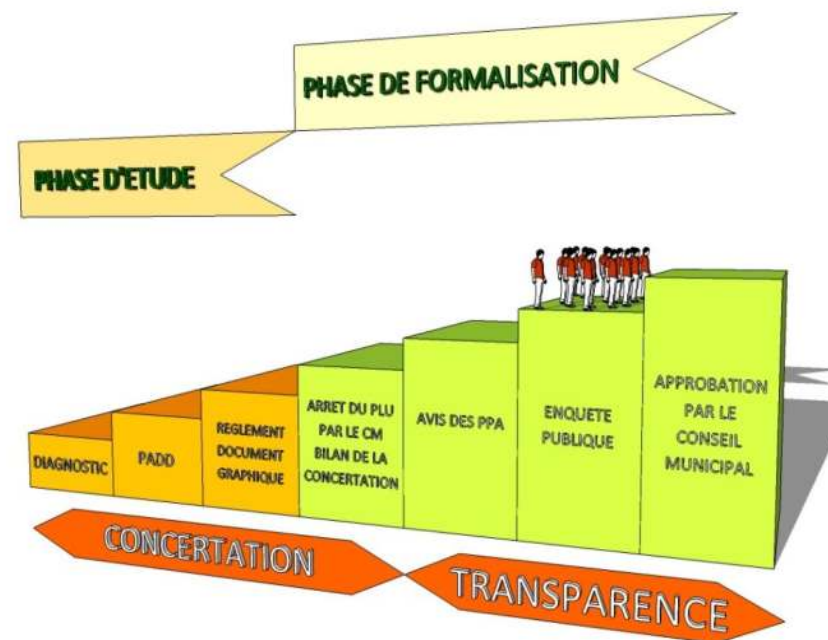 PHASE DE FORMALISATION
PHASE D'ETUDE
DIAGNOSTIC
PADD
REGLEMENT
DOCUMENT
GRAPHIQUE
ARRET DU PLU
PAR LE CM
BILAN DE LA
CONCERTATION
AVIS DES PPA
ENQUETE
PUBLIQUE
APPROBATION
PAR LE
CONSEIL
MUNICIPAL
CONCERTATION
TRANSPARENCE